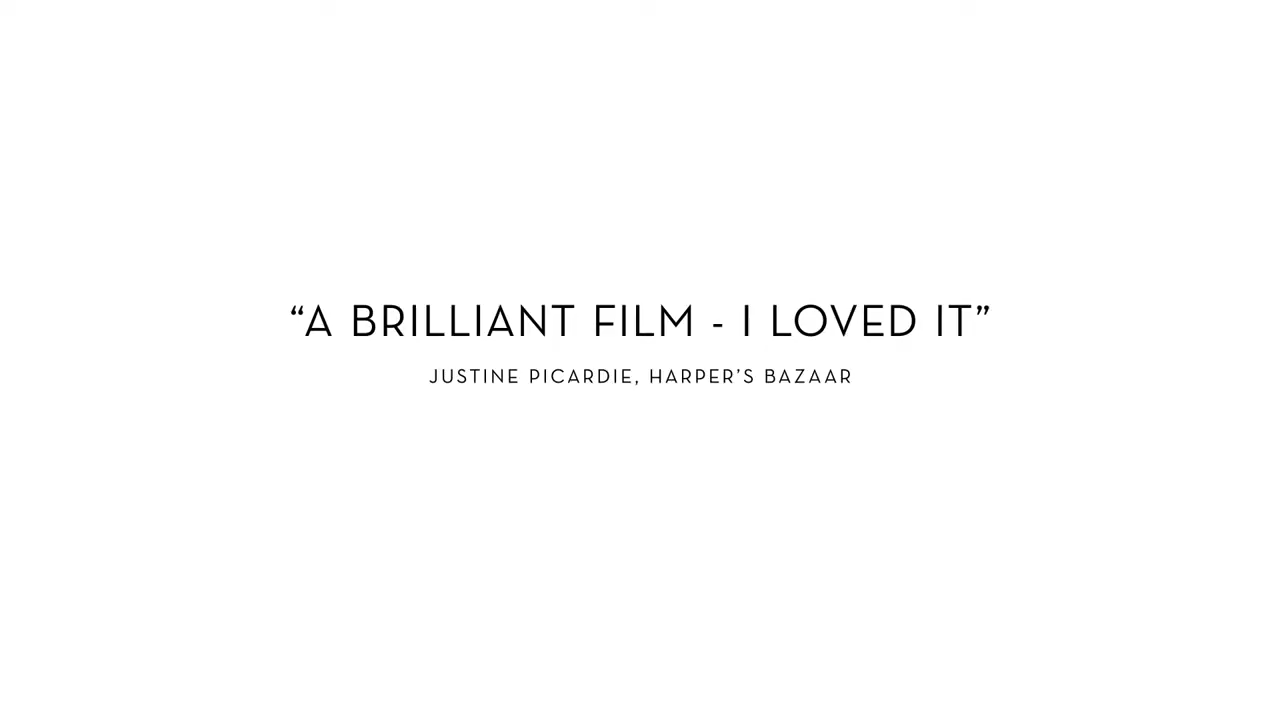 “A BRILLIANT FILM - I LOVED IT”
JUSTINE PICARDIE, HARPER’S BAZAAR